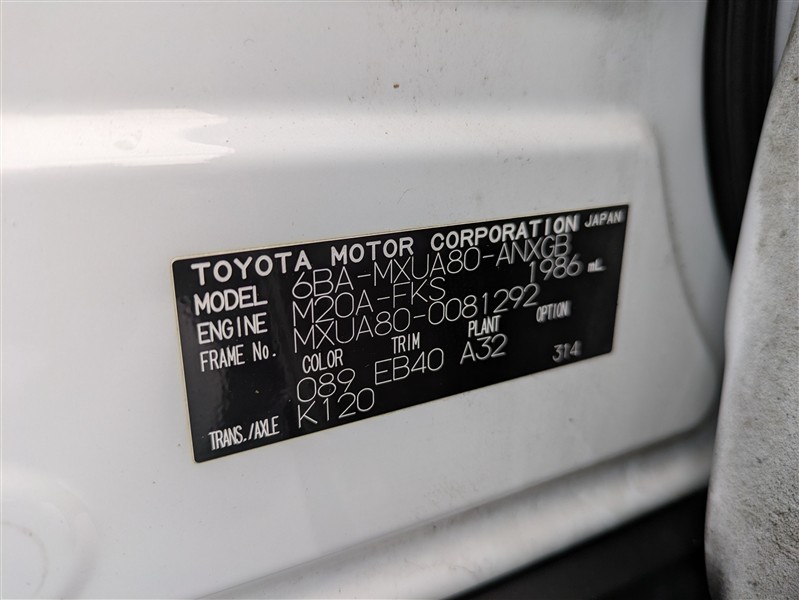 TOYOTA MOTOR CORPORATION JAPAN
MODEL 6BA-MXUA80-ANXGB
ENGINE M20A-FKS 1986 mL
FRAME No. MXUA80-0081292
COLOR TRIM PLANT OPTION
089 EB40 A32 314
TRANS./AXLE K120